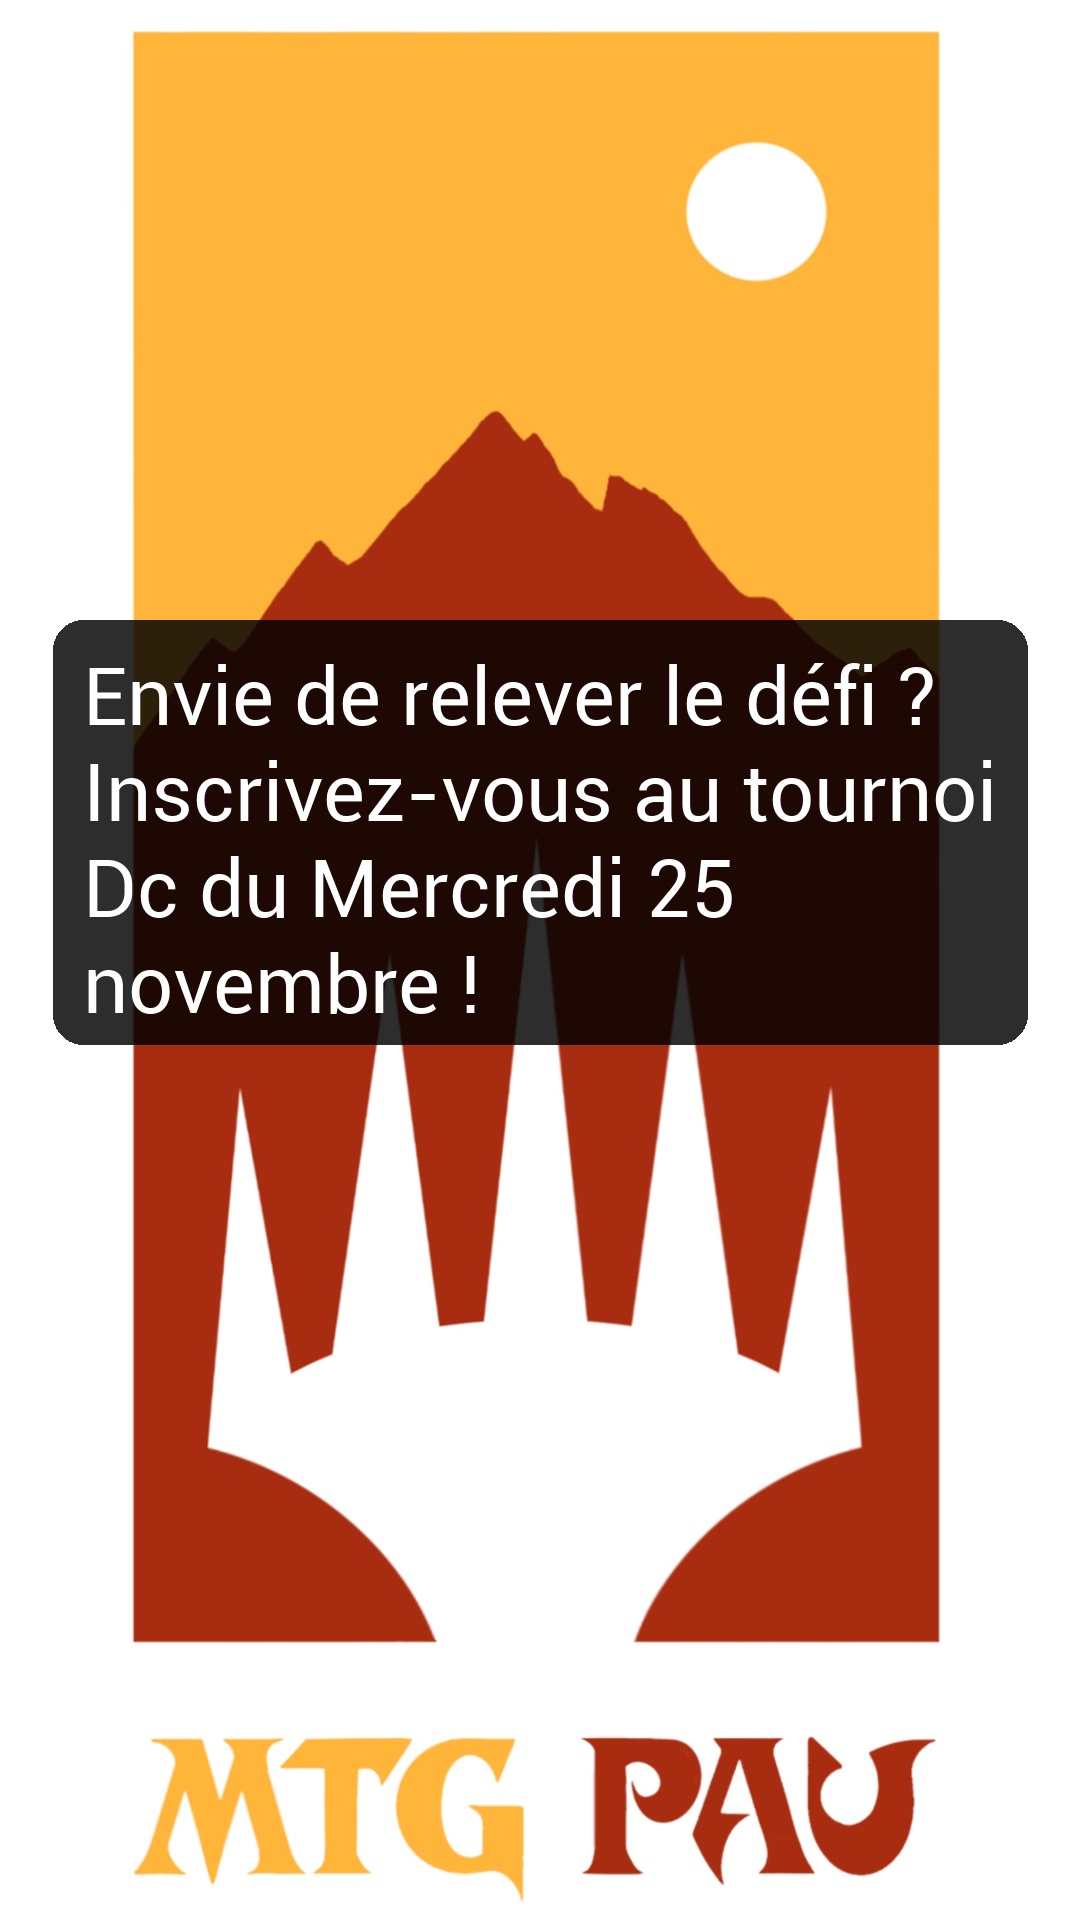 Envie de relever le défi ?
Inscrivez-vous au tournoi
Dc du Mercredi 25
novembre !
MTG PAU